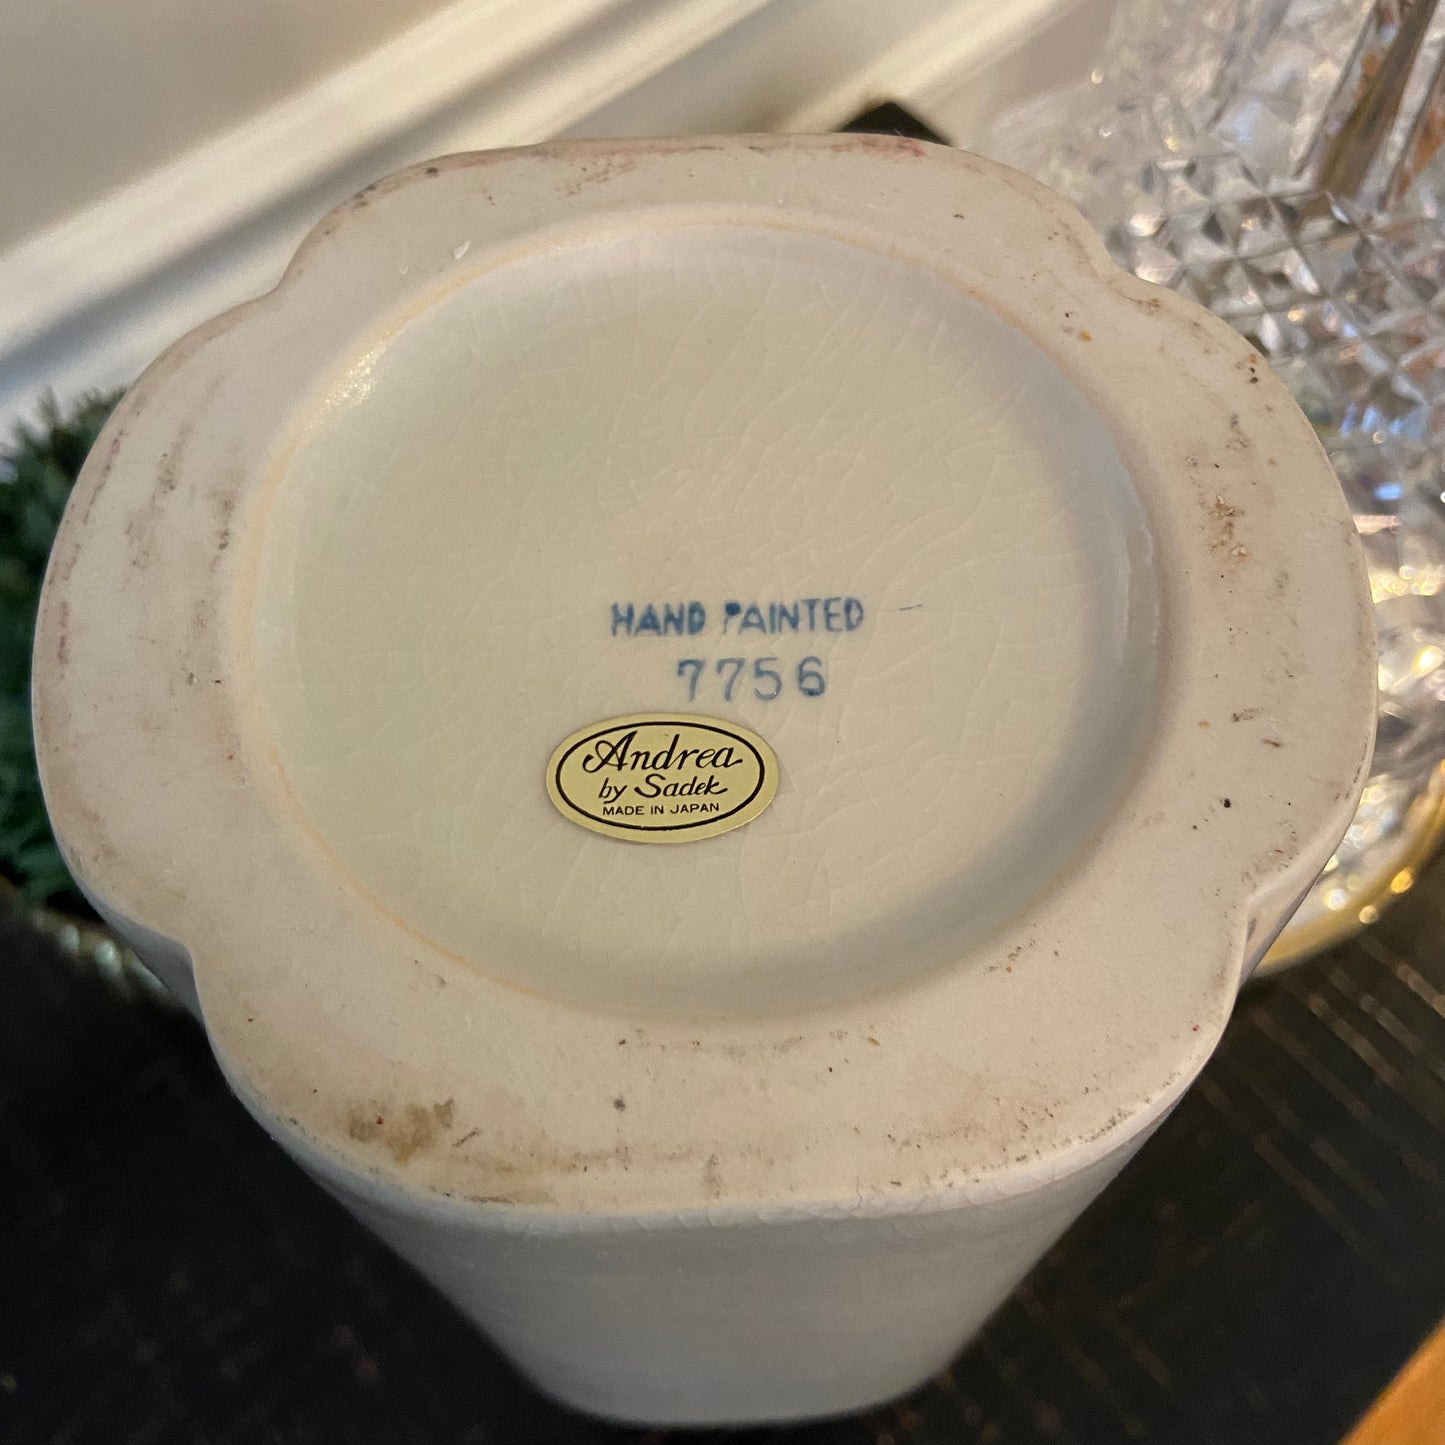 HAND PAINTED
7756
Andrea
by Sadek
MADE IN JAPAN